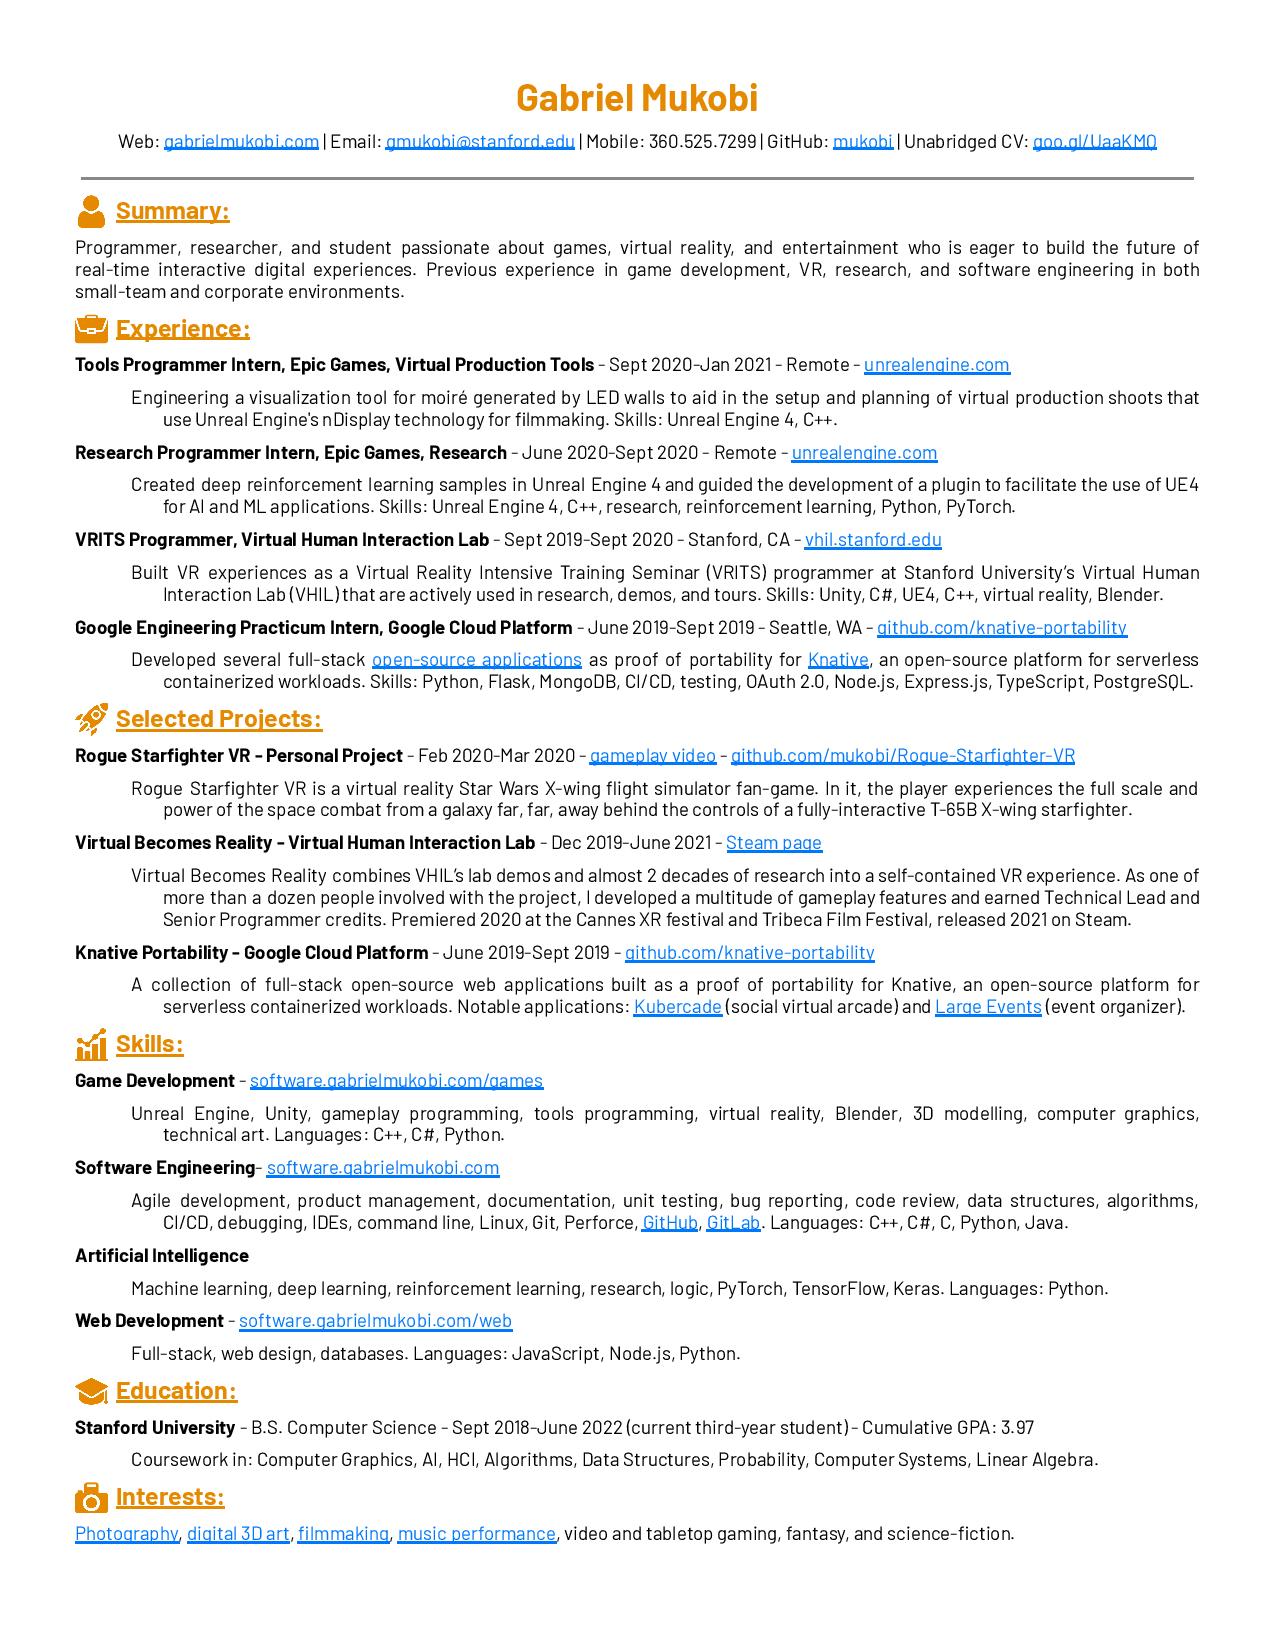 Gabriel Mukobi
Web: gabrielmukobi.com | Email: gmukobi@stanford.edu | Mobile: 360.525.7299 | GitHub: mukobi | Unabridged CV: goo.gl/UaaKMQ
Summary:
Programmer, researcher, and student passionate about games, virtual reality, and entertainment who is eager to build the future of
real-time interactive digital experiences. Previous experience in game development, VR, research, and software engineering in both
small-team and corporate environments.
Experience:
Tools Programmer Intern, Epic Games, Virtual Production Tools - Sept 2020-Jan 2021 - Remote - unrealengine.com
Engineering a visualization tool for moiré generated by LED walls to aid in the setup and planning of virtual production shoots that
use Unreal Engine's nDisplay technology for filmmaking. Skills: Unreal Engine 4, C++.
Research Programmer Intern, Epic Games, Research - June 2020-Sept 2020 - Remote - unrealengine.com
Created deep reinforcement learning samples in Unreal Engine 4 and guided the development of a plugin to facilitate the use of UE4
for AI and ML applications. Skills: Unreal Engine 4, C++, research, reinforcement learning, Python, PyTorch.
VRITS Programmer, Virtual Human Interaction Lab - Sept 2019-Sept 2020 - Stanford, CA - vhil.stanford.edu
Built VR experiences as a Virtual Reality Intensive Training Seminar (VRITS) programmer at Stanford University’s Virtual Human
Interaction Lab (VHIL) that are actively used in research, demos, and tours. Skills: Unity, C#, UE4, C++, virtual reality, Blender.
Google Engineering Practicum Intern, Google Cloud Platform - June 2019-Sept 2019 - Seattle, WA - github.com/knative-portability
Developed several full-stack open-source applications as proof of portability for Knative, an open-source platform for serverless
containerized workloads. Skills: Python, Flask, MongoDB, CI/CD, testing, OAuth 2.0, Node.js, Express.js, TypeScript, PostgreSQL.
Selected Projects:
Rogue Starfighter VR - Personal Project - Feb 2020-Mar 2020 - gameplay video - github.com/mukobi/Rogue-Starfighter-VR
Rogue Starfighter VR is a virtual reality Star Wars X-wing flight simulator fan-game. In it, the player experiences the full scale and
power of the space combat from a galaxy far, far, away behind the controls of a fully-interactive T-65B X-wing starfighter.
Virtual Becomes Reality - Virtual Human Interaction Lab - Dec 2019-June 2021 - Steam page
Virtual Becomes Reality combines VHIL’s lab demos and almost 2 decades of research into a self-contained VR experience. As one of
more than a dozen people involved with the project, I developed a multitude of gameplay features and earned Technical Lead and
Senior Programmer credits. Premiered 2020 at the Cannes XR festival and Tribeca Film Festival, released 2021 on Steam.
Knative Portability - Google Cloud Platform - June 2019-Sept 2019 - github.com/knative-portability
A collection of full-stack open-source web applications built as a proof of portability for Knative, an open-source platform for
serverless containerized workloads. Notable applications: Kubercade (social virtual arcade) and Large Events (event organizer).
Skills:
Game Development - software.gabrielmukobi.com/games
Unreal Engine, Unity, gameplay programming, tools programming, virtual reality, Blender, 3D modelling, computer graphics,
technical art. Languages: C++, C#, Python.
Software Engineering- software.gabrielmukobi.com
Agile development, product management, documentation, unit testing, bug reporting, code review, data structures, algorithms,
CI/CD, debugging, IDEs, command line, Linux, Git, Perforce, GitHub, GitLab. Languages: C++, C#, C, Python, Java.
Artificial Intelligence
Machine learning, deep learning, reinforcement learning, research, logic, PyTorch, TensorFlow, Keras. Languages: Python.
Web Development - software.gabrielmukobi.com/web
Full-stack, web design, databases. Languages: JavaScript, Node.js, Python.
Education:
Stanford University - B.S. Computer Science - Sept 2018-June 2022 (current third-year student) - Cumulative GPA: 3.97
Coursework in: Computer Graphics, AI, HCI, Algorithms, Data Structures, Probability, Computer Systems, Linear Algebra.
Interests:
Photography, digital 3D art, filmmaking, music performance, video and tabletop gaming, fantasy, and science-fiction.